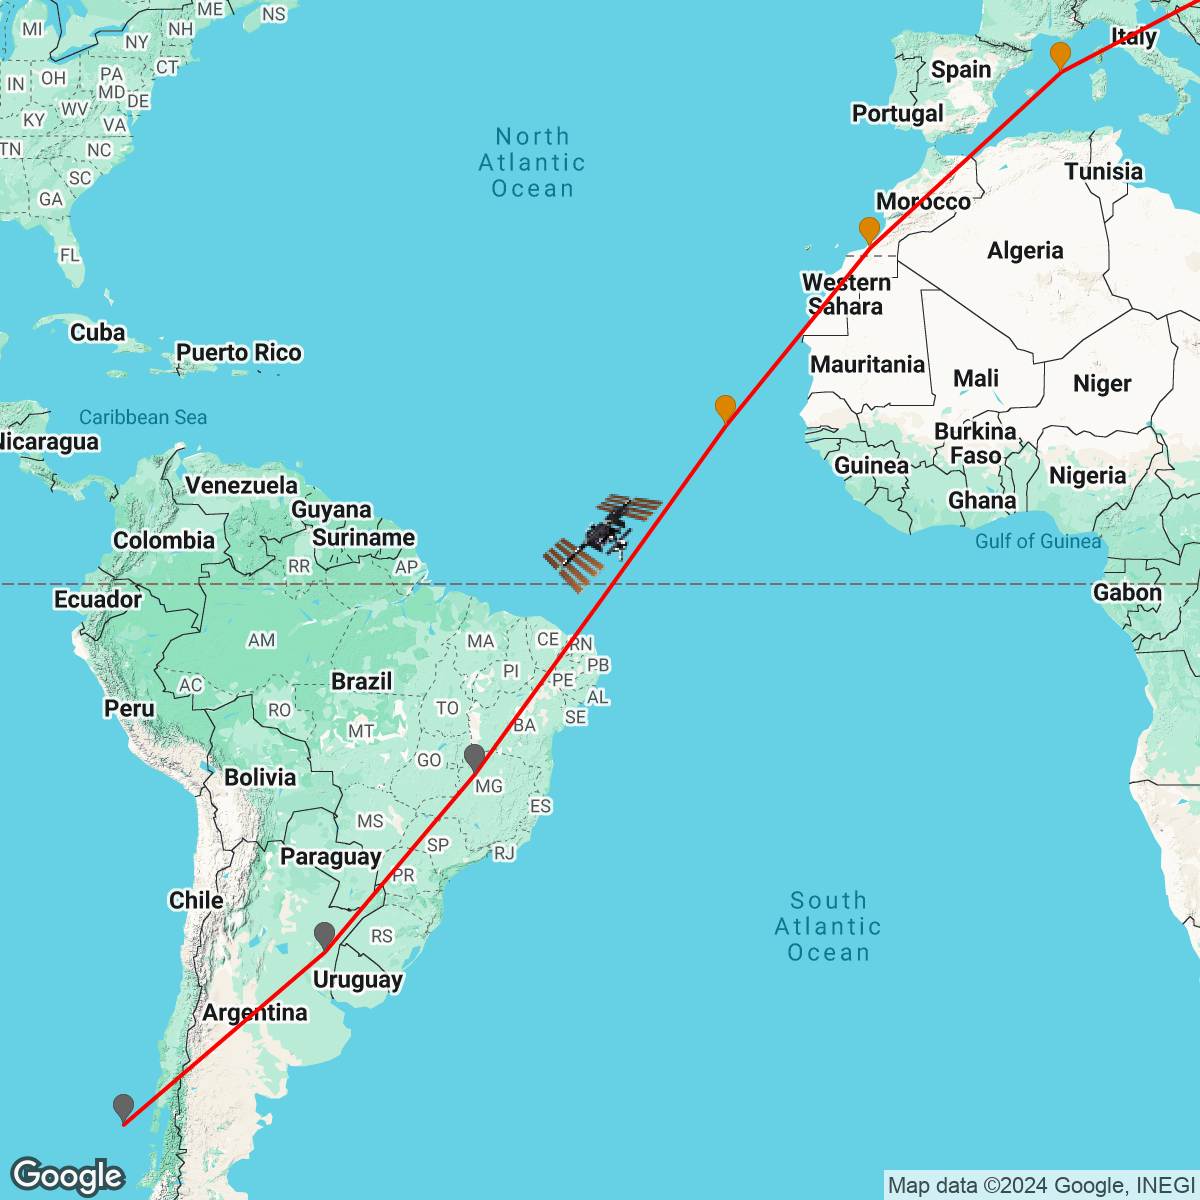 ME
NS
MI
NH
NY
Italy
CT
Spain
PA
OH
IN
MD
DE
WV
Portugal
KY
VA
North
Atlantic
Ocean
TN
NC
Tunisia
SC
GA
Morocco
FL
Algeria
Western
Sahara
Cuba
Puerto Rico
Mauritania
Mali
Niger
Caribbean Sea
Nicaragua
Burkina
Faso
Guinea
Nigeria
Venezuela
Ghana
Guyana
Suriname
Colombia
Gulf of Guinea
RR
AP
Ecuador
Gabon
AM
MA
CE
RN
PB
PI
PE
Brazil
AC
AL
Peru
RO
TO
SE
MT
BA
GO
Bolivia
MG
ES
MS
SP
RJ
Paraguay
PR
Chile
South
Atlantic
Ocean
RS
Uruguay
Argentina
Google
Map data ©2024 Google, INEGI